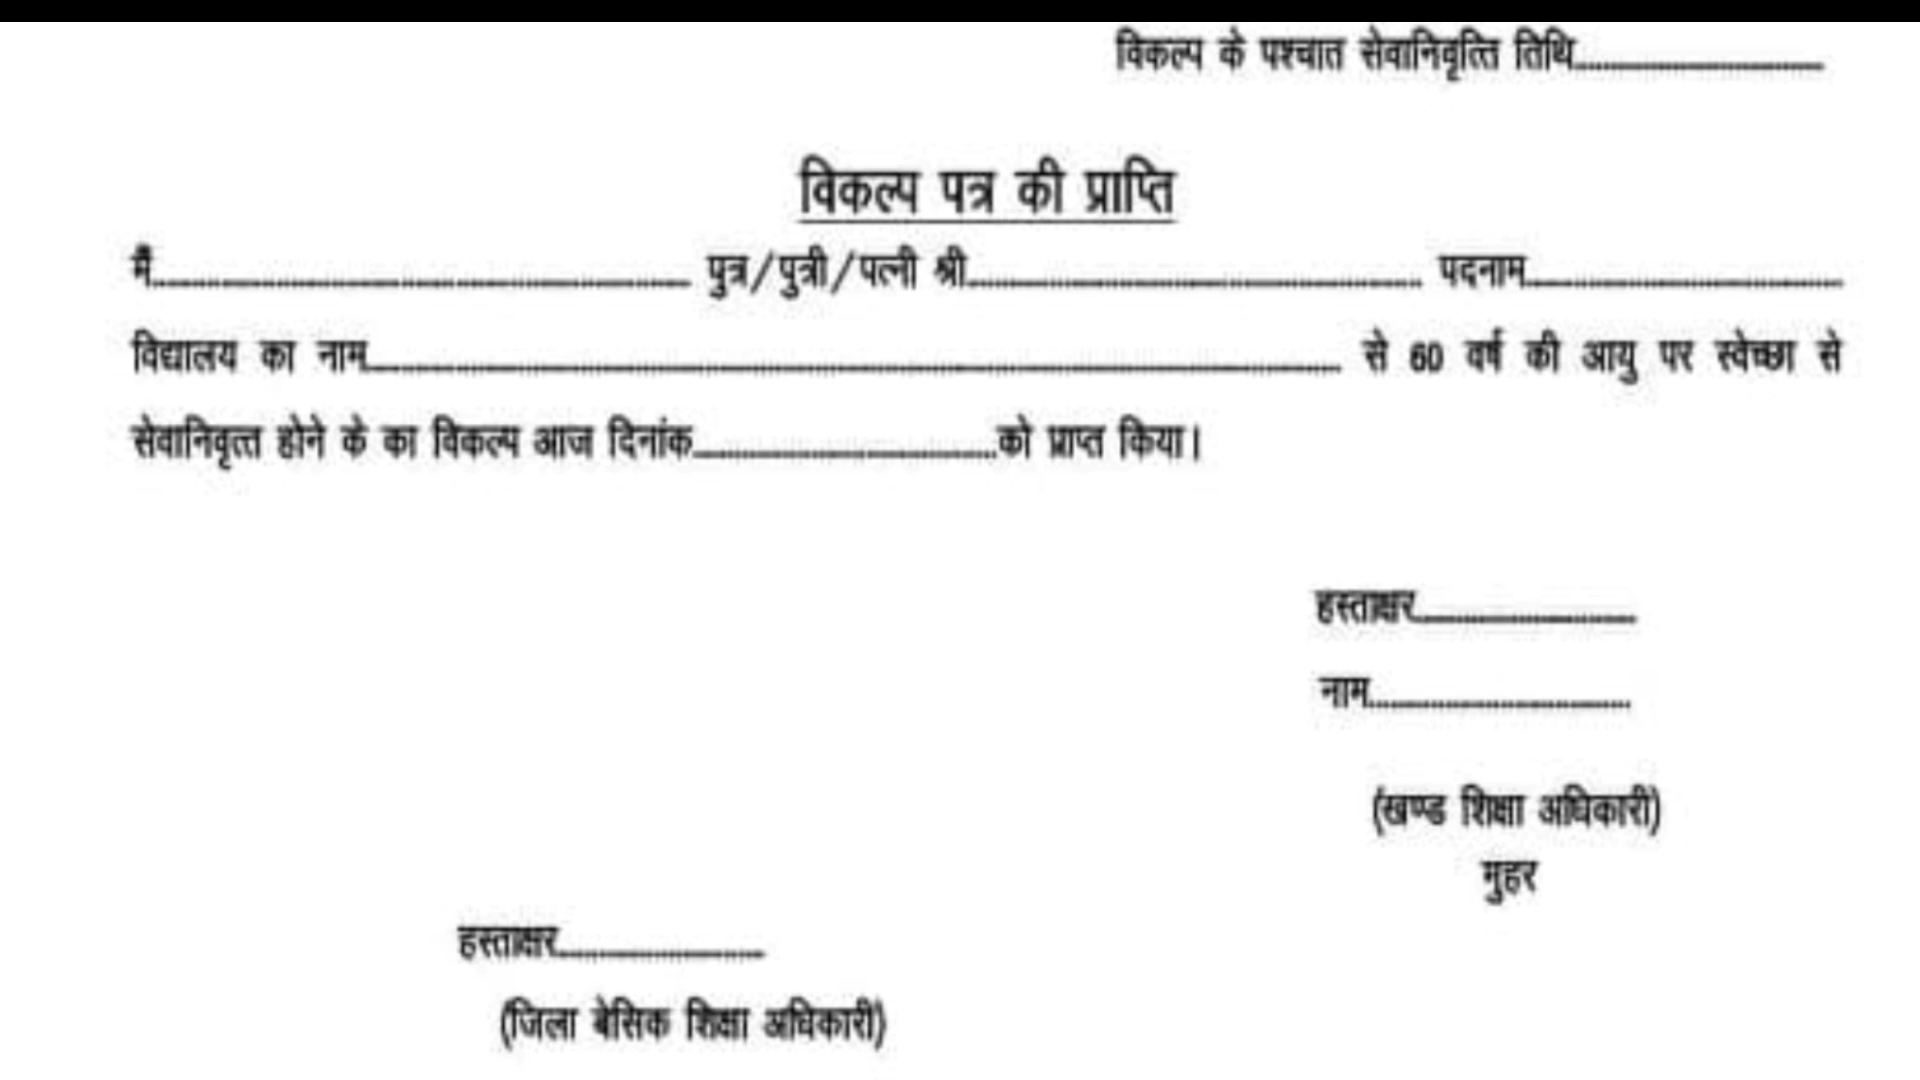 विकल्प के पश्चात सेवानिवृत्ति तिथि........................
विकल्प पत्र की प्राप्ति
मैं........................ पुत्र/पुत्री/पत्नी श्री........................ पदनाम........................
विद्यालय का नाम........................ से 60 वर्ष की आयु पर स्वेच्छा से
सेवानिवृत्त होने के का विकल्प आज दिनांक........................को प्राप्त किया।
हस्ताक्षर........................
नाम........................
(खण्ड शिक्षा अधिकारी)
मुहर
हस्ताक्षर........................
(जिला बेसिक शिक्षा अधिकारी)